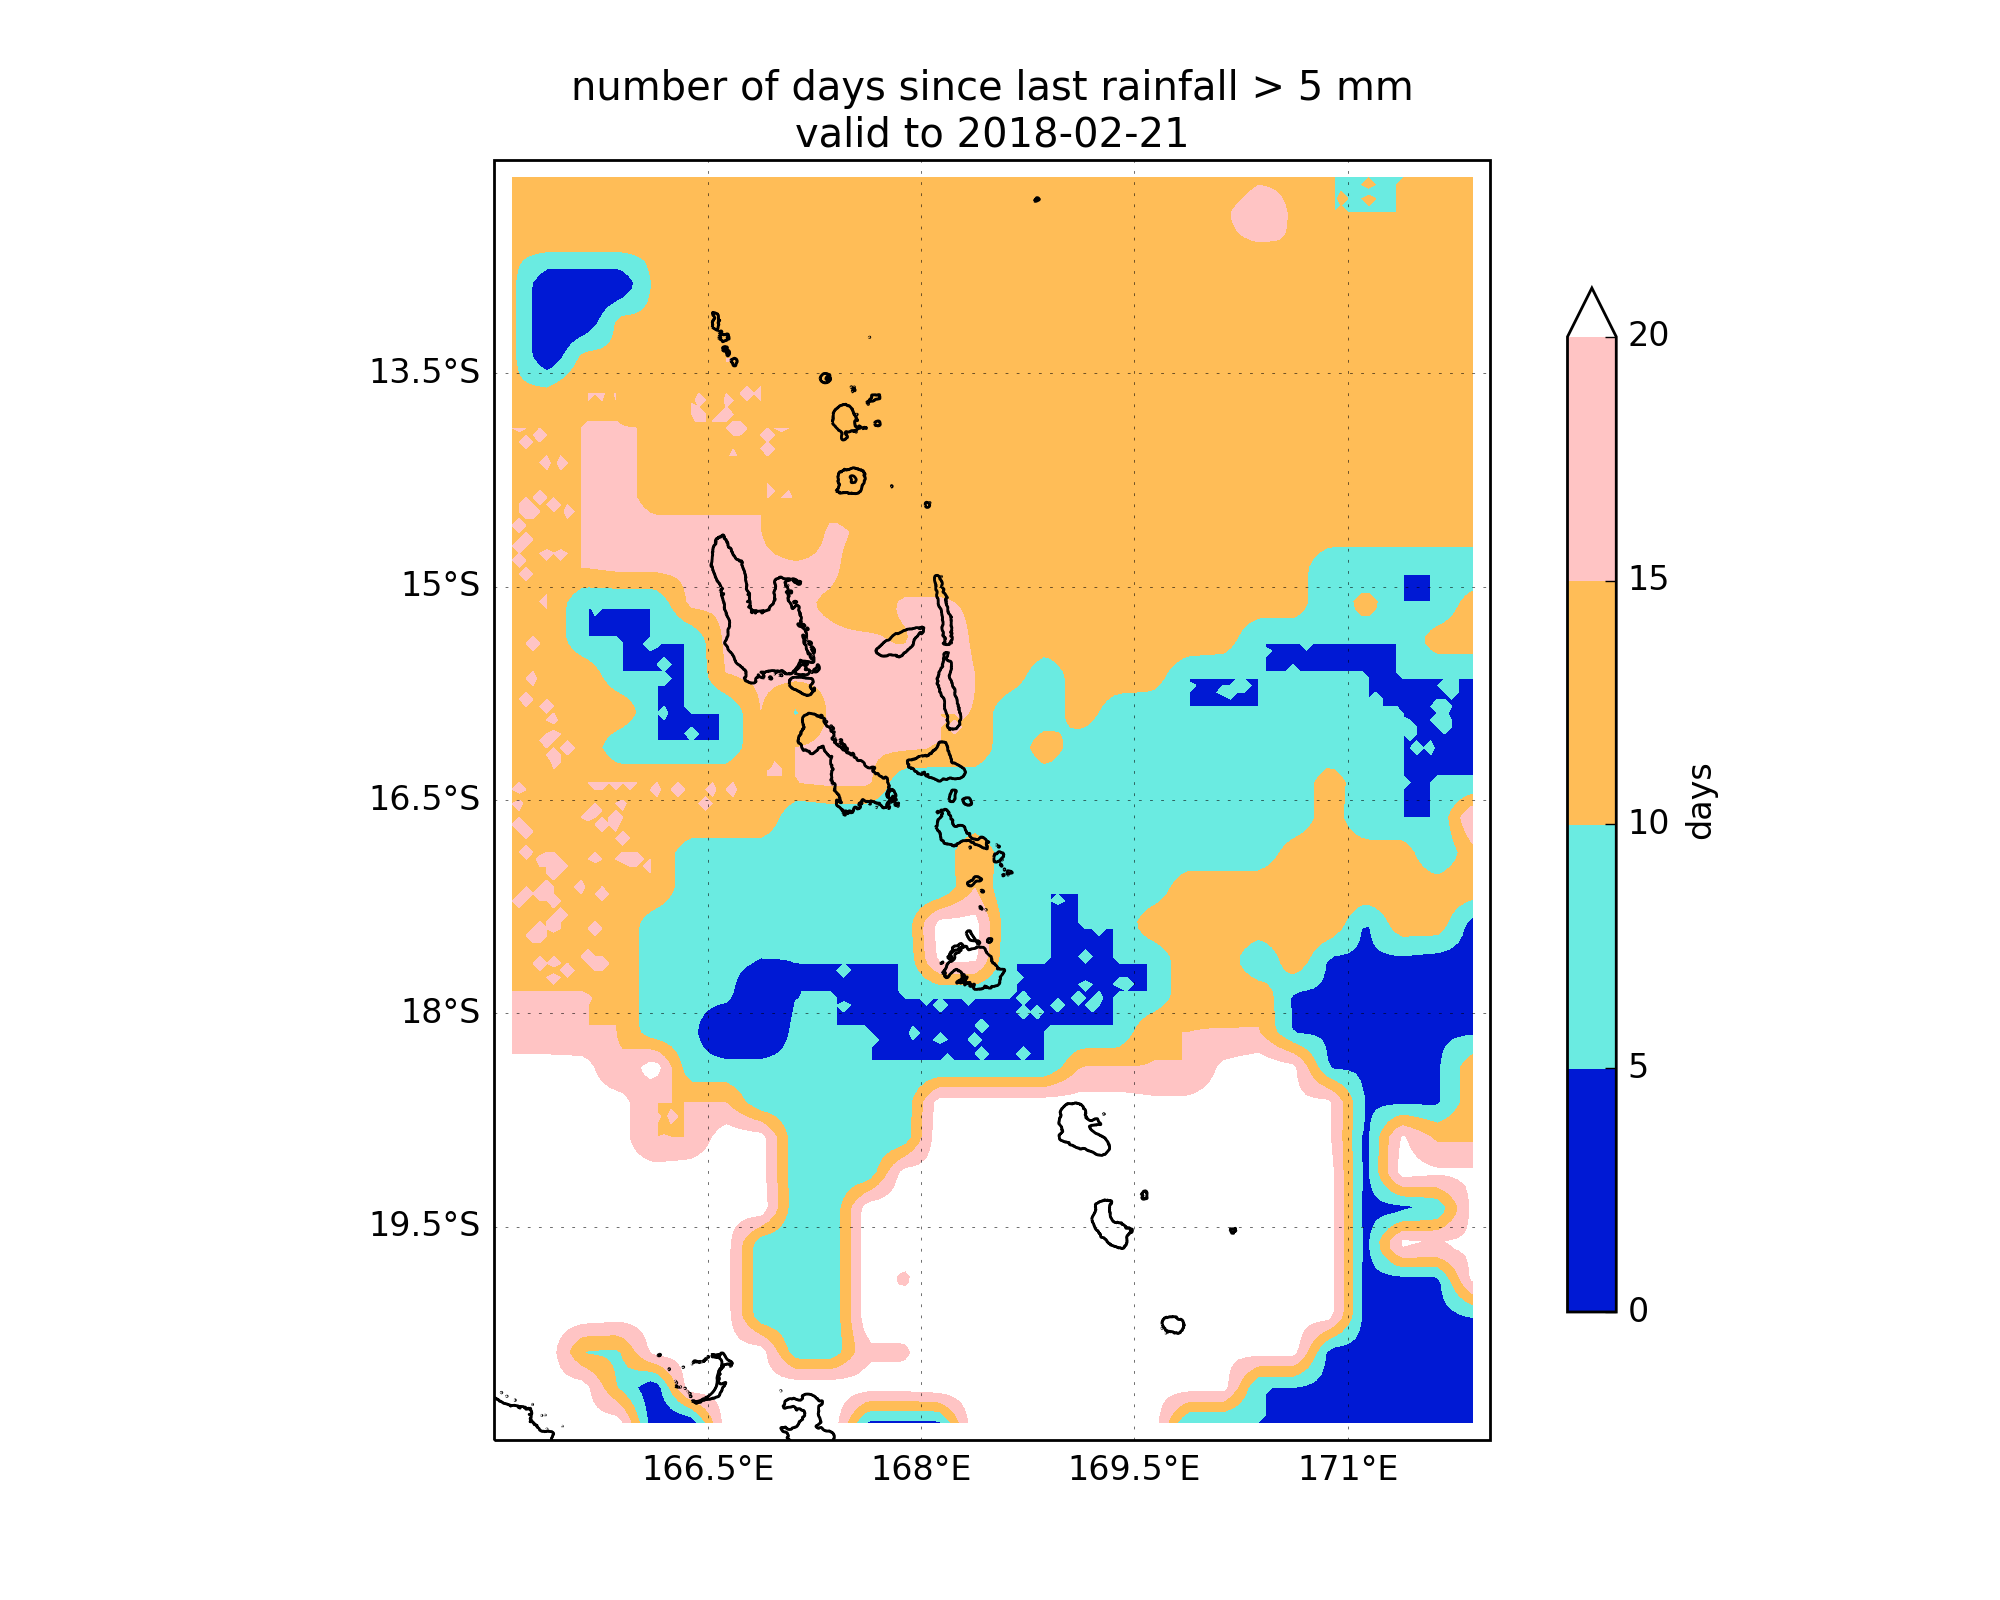 number of days since last rainfall > 5 mm
valid to 2018-02-21
13.5°S
15°S
16.5°S
18°S
19.5°S
166.5°E
168°E
169.5°E
171°E
20
15
10
5
0
days